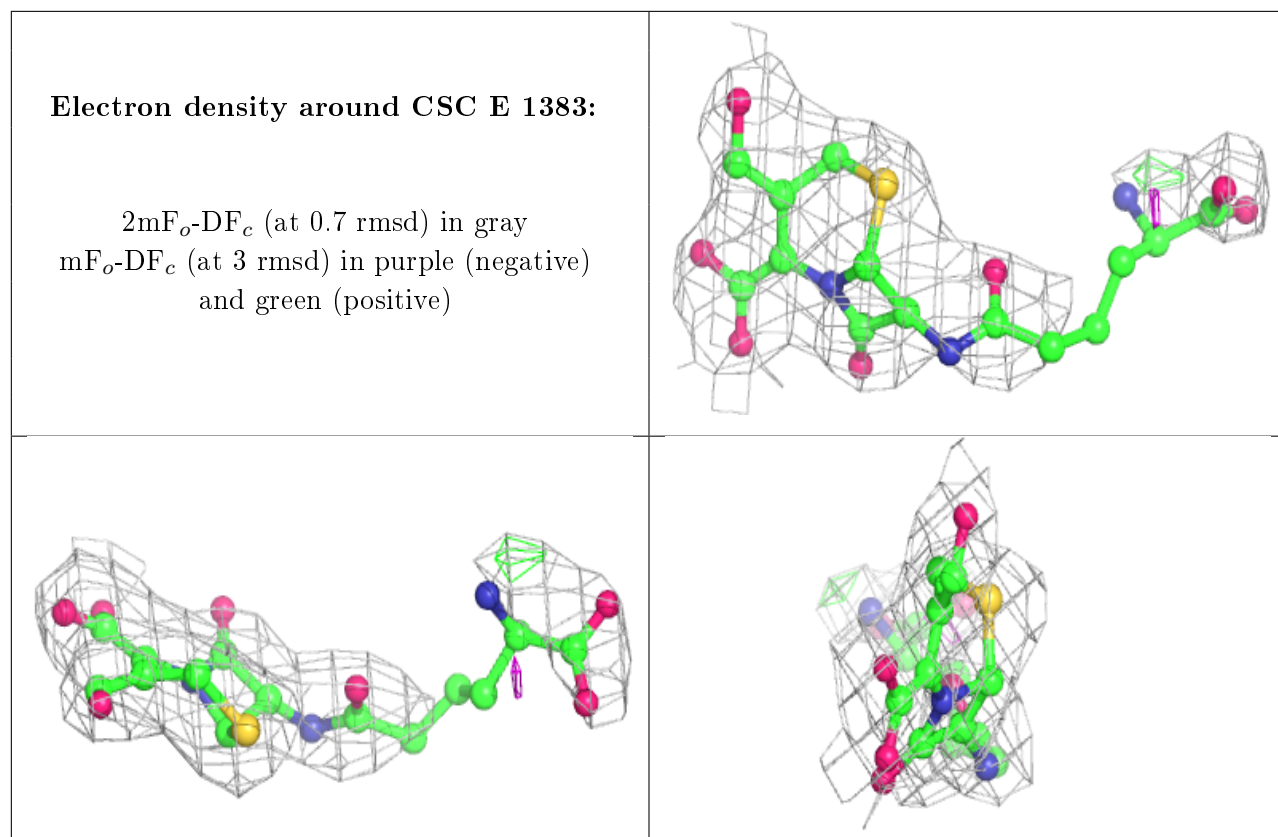 Electron density around CSC E 1383:
2mFₒ-DF𝒸 (at 0.7 rmsd) in gray
mFₒ-DF𝒸 (at 3 rmsd) in purple (negative)
and green (positive)